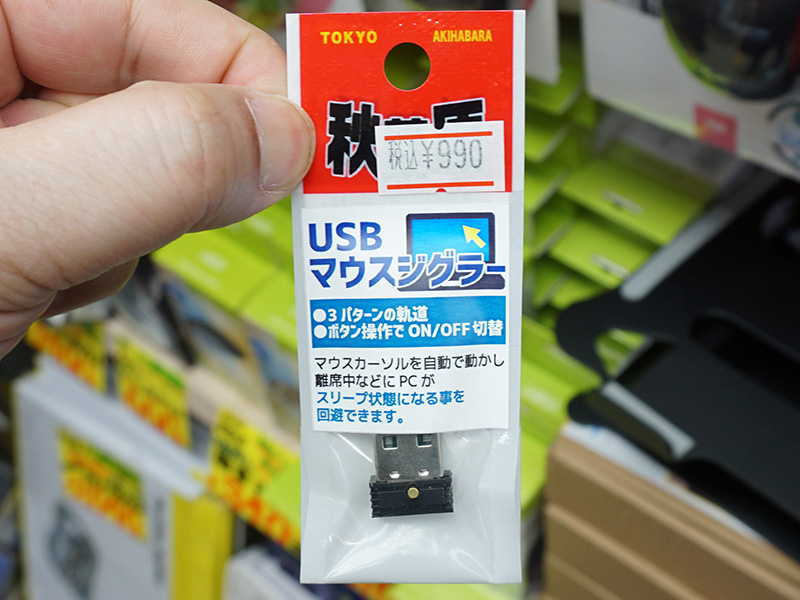 TOKYO AKIHABARA
秋葉原
税込¥990
USB
マウスジグラー
●3パターンの軌道
●ボタン操作でON/OFF切替
マウスカーソルを自動で動かし
離席中などにPCが
スリープ状態になる事を
回避できます。